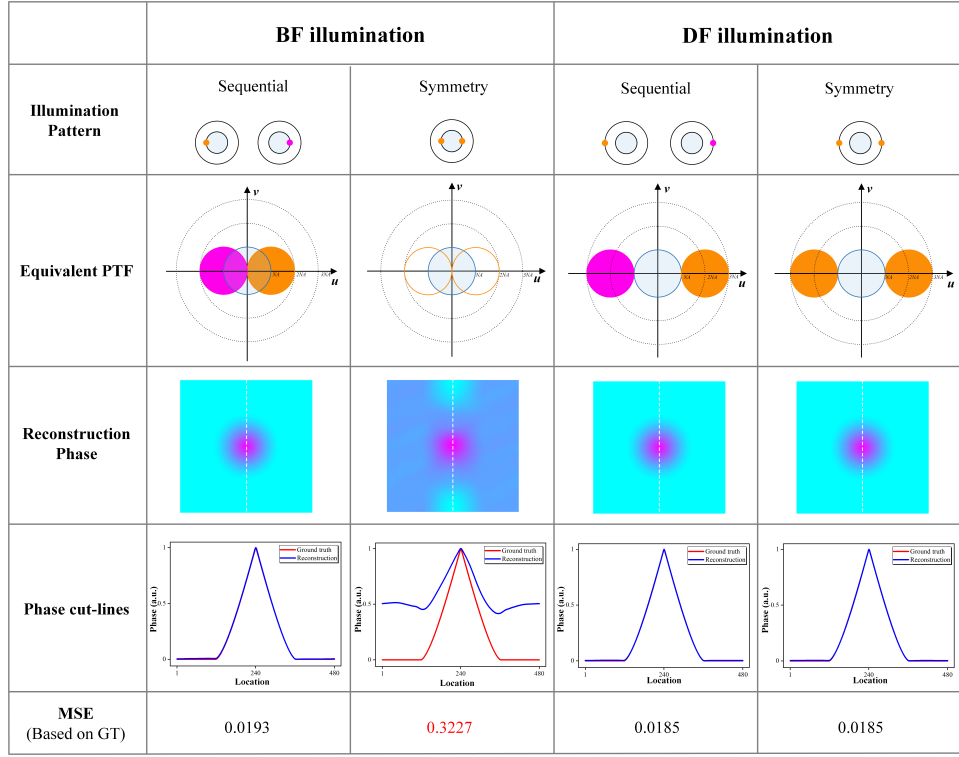 BF illumination
DF illumination
Illumination
Pattern
Sequential
Symmetry
Sequential
Symmetry
Equivalent PTF
v
NA
2NA
3NA
u
v
NA
2NA
3NA
u
v
NA
2NA
3NA
u
v
NA
2NA
3NA
u
Reconstruction
Phase
Phase cut-lines
Phase (a.u.)
1
0.5
0
Ground truth
Reconstruction
1
240
480
Location
Phase (a.u.)
1
0.5
0
Ground truth
Reconstruction
1
240
480
Location
Phase (a.u.)
1
0.5
0
Ground truth
Reconstruction
1
240
480
Location
Phase (a.u.)
1
0.5
0
Ground truth
Reconstruction
1
240
480
Location
MSE
(Based on GT)
0.0193
0.3227
0.0185
0.0185